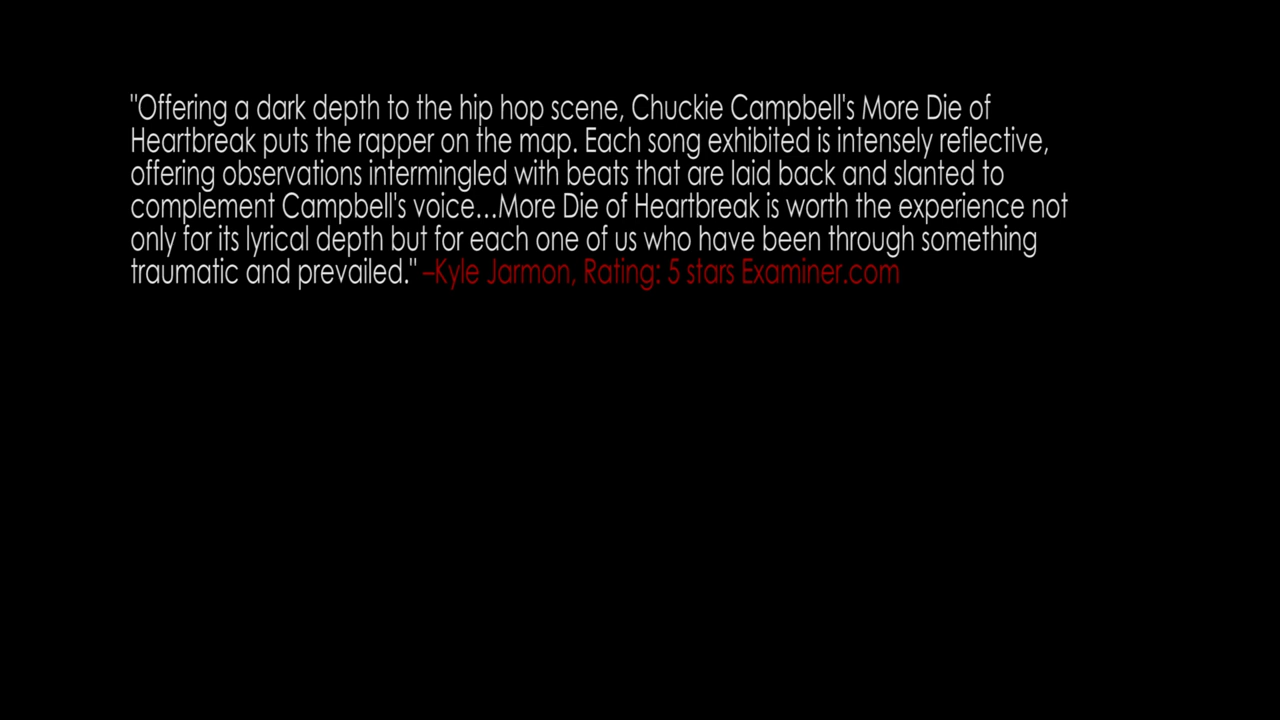 "Offering a dark depth to the hip hop scene, Chuckie Campbell's More Die of
Heartbreak puts the rapper on the map. Each song exhibited is intensely reflective,
offering observations intermingled with beats that are laid back and slanted to
complement Campbell's voice...More Die of Heartbreak is worth the experience not
only for its lyrical depth but for each one of us who have been through something
traumatic and prevailed." –Kyle Jarmon, Rating: 5 stars Examiner.com